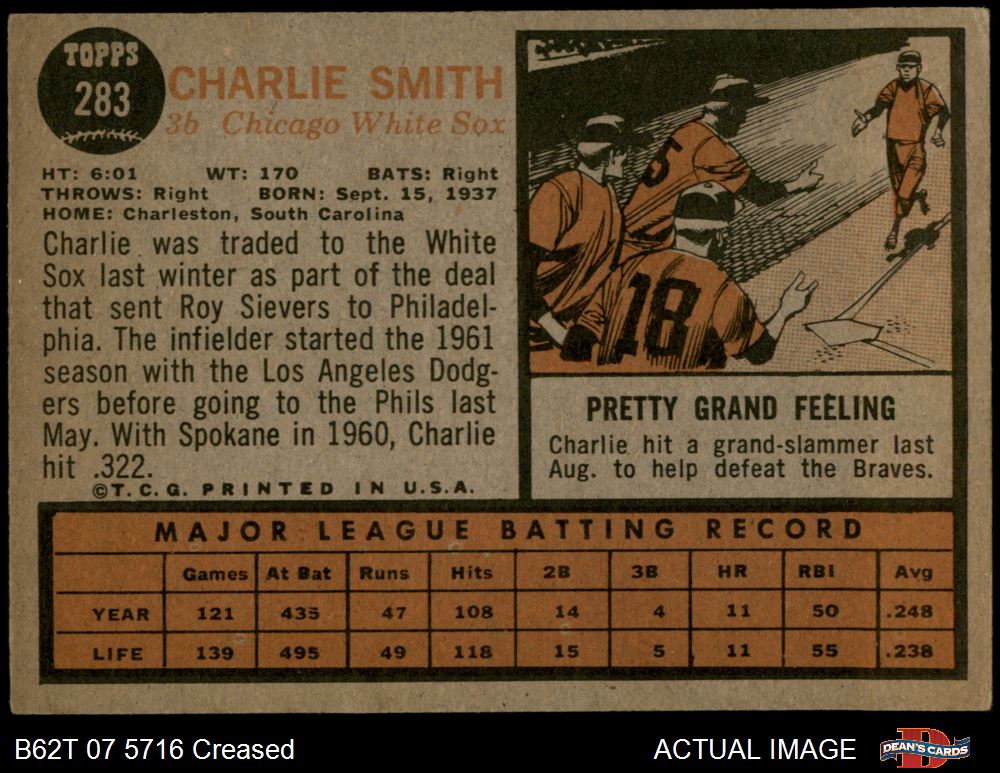 TOPPS
283
CHARLIE SMITH
3b Chicago White Sox
HT: 6:01 WT: 170 BATS: Right
THROWS: Right BORN: Sept. 15, 1937
HOME: Charleston, South Carolina
Charlie was traded to the White
Sox last winter as part of the deal
that sent Roy Sievers to Philadel-
phia. The infielder started the 1961
season with the Los Angeles Dodg-
ers before going to the Phils last
May. With Spokane in 1960, Charlie
hit .322.
©T.C.G. PRINTED IN U.S.A.
5
18
PRETTY GRAND FEELING
Charlie hit a grand-slammer last
Aug. to help defeat the Braves.
MAJOR LEAGUE BATTING RECORD
Games At Bat Runs Hits 2B 3B HR RBI Avg
YEAR 121 435 47 108 14 4 11 50 .248
LIFE 139 495 49 118 15 5 11 55 .238
B62T 07 5716 Creased
ACTUAL IMAGE
DEAN'S CARDS